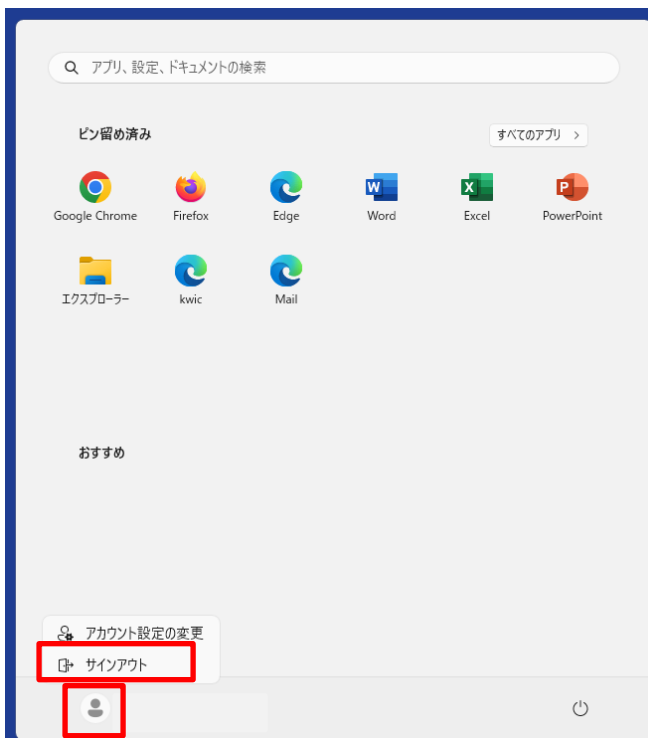 アプリ、設定、ドキュメントの検索
ピン留め済み
すべてのアプリ >
Google Chrome Firefox Edge Word Excel PowerPoint
エクスプローラー kwic Mail
おすすめ
アカウント設定の変更
サインアウト